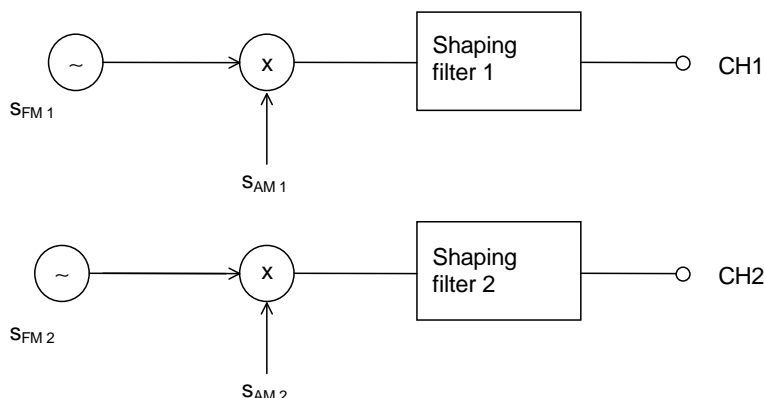 ~
x
Shaping
filter 1
CH1
sFM 1
sAM 1
~
x
Shaping
filter 2
CH2
sFM 2
sAM 2